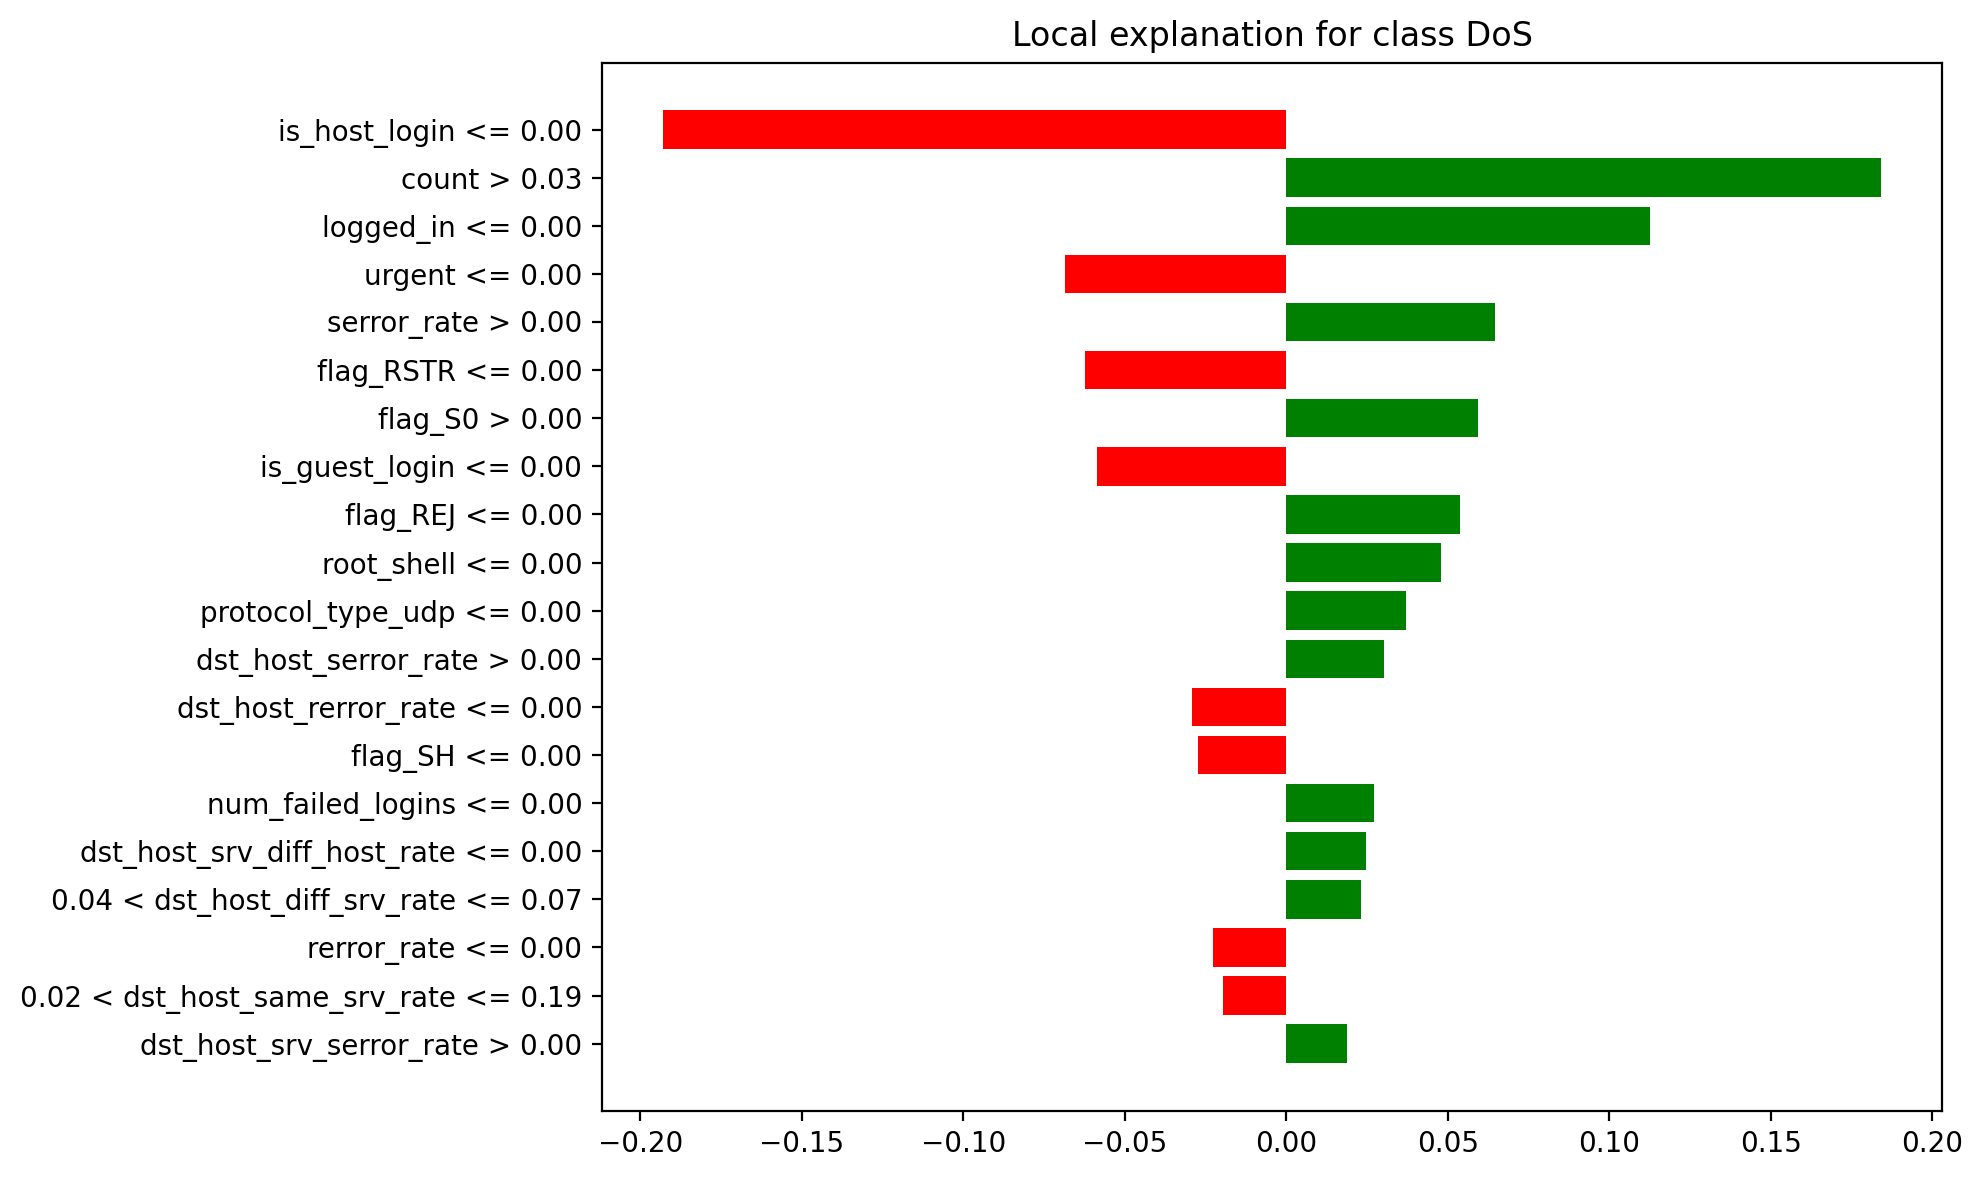 Local explanation for class DoS
is_host_login <= 0.00
count > 0.03
logged_in <= 0.00
urgent <= 0.00
serror_rate > 0.00
flag_RSTR <= 0.00
flag_S0 > 0.00
is_guest_login <= 0.00
flag_REJ <= 0.00
root_shell <= 0.00
protocol_type_udp <= 0.00
dst_host_serror_rate > 0.00
dst_host_rerror_rate <= 0.00
flag_SH <= 0.00
num_failed_logins <= 0.00
dst_host_srv_diff_host_rate <= 0.00
0.04 < dst_host_diff_srv_rate <= 0.07
rerror_rate <= 0.00
0.02 < dst_host_same_srv_rate <= 0.19
dst_host_srv_serror_rate > 0.00
−0.20 −0.15 −0.10 −0.05 0.00 0.05 0.10 0.15 0.20